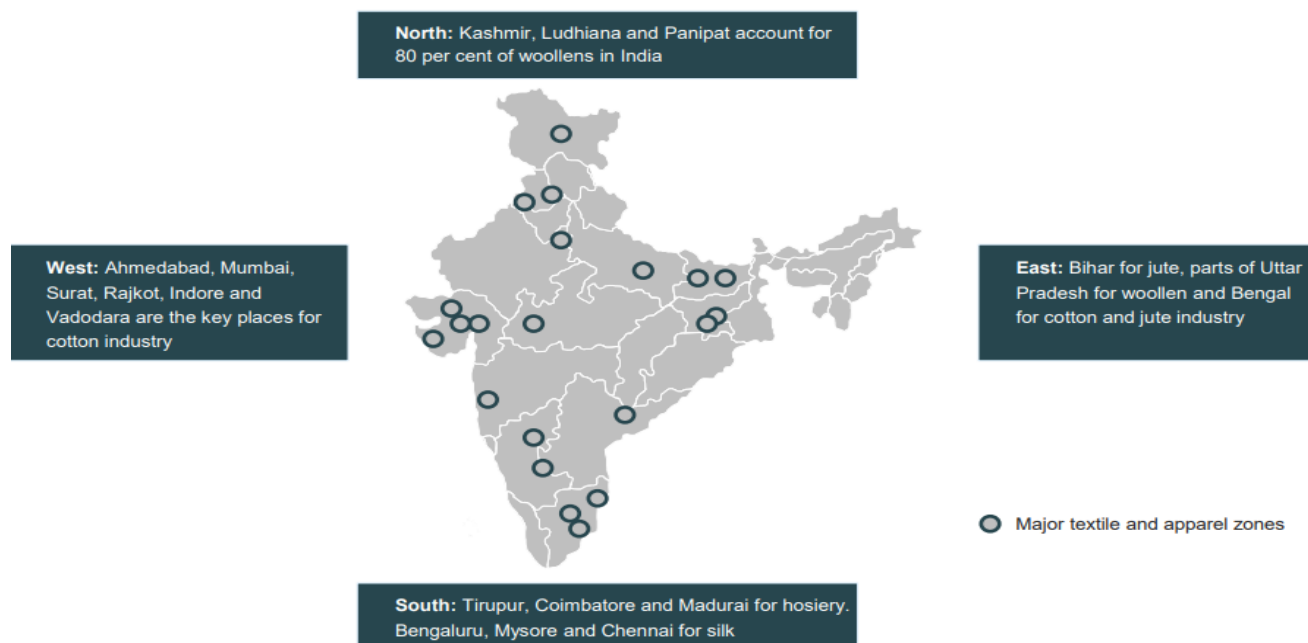 North: Kashmir, Ludhiana and Panipat account for
80 per cent of woollens in India
West: Ahmedabad, Mumbai,
Surat, Rajkot, Indore and
Vadodara are the key places for
cotton industry
East: Bihar for jute, parts of Uttar
Pradesh for woollen and Bengal
for cotton and jute industry
Major textile and apparel zones
South: Tirupur, Coimbatore and Madurai for hosiery.
Bengaluru, Mysore and Chennai for silk